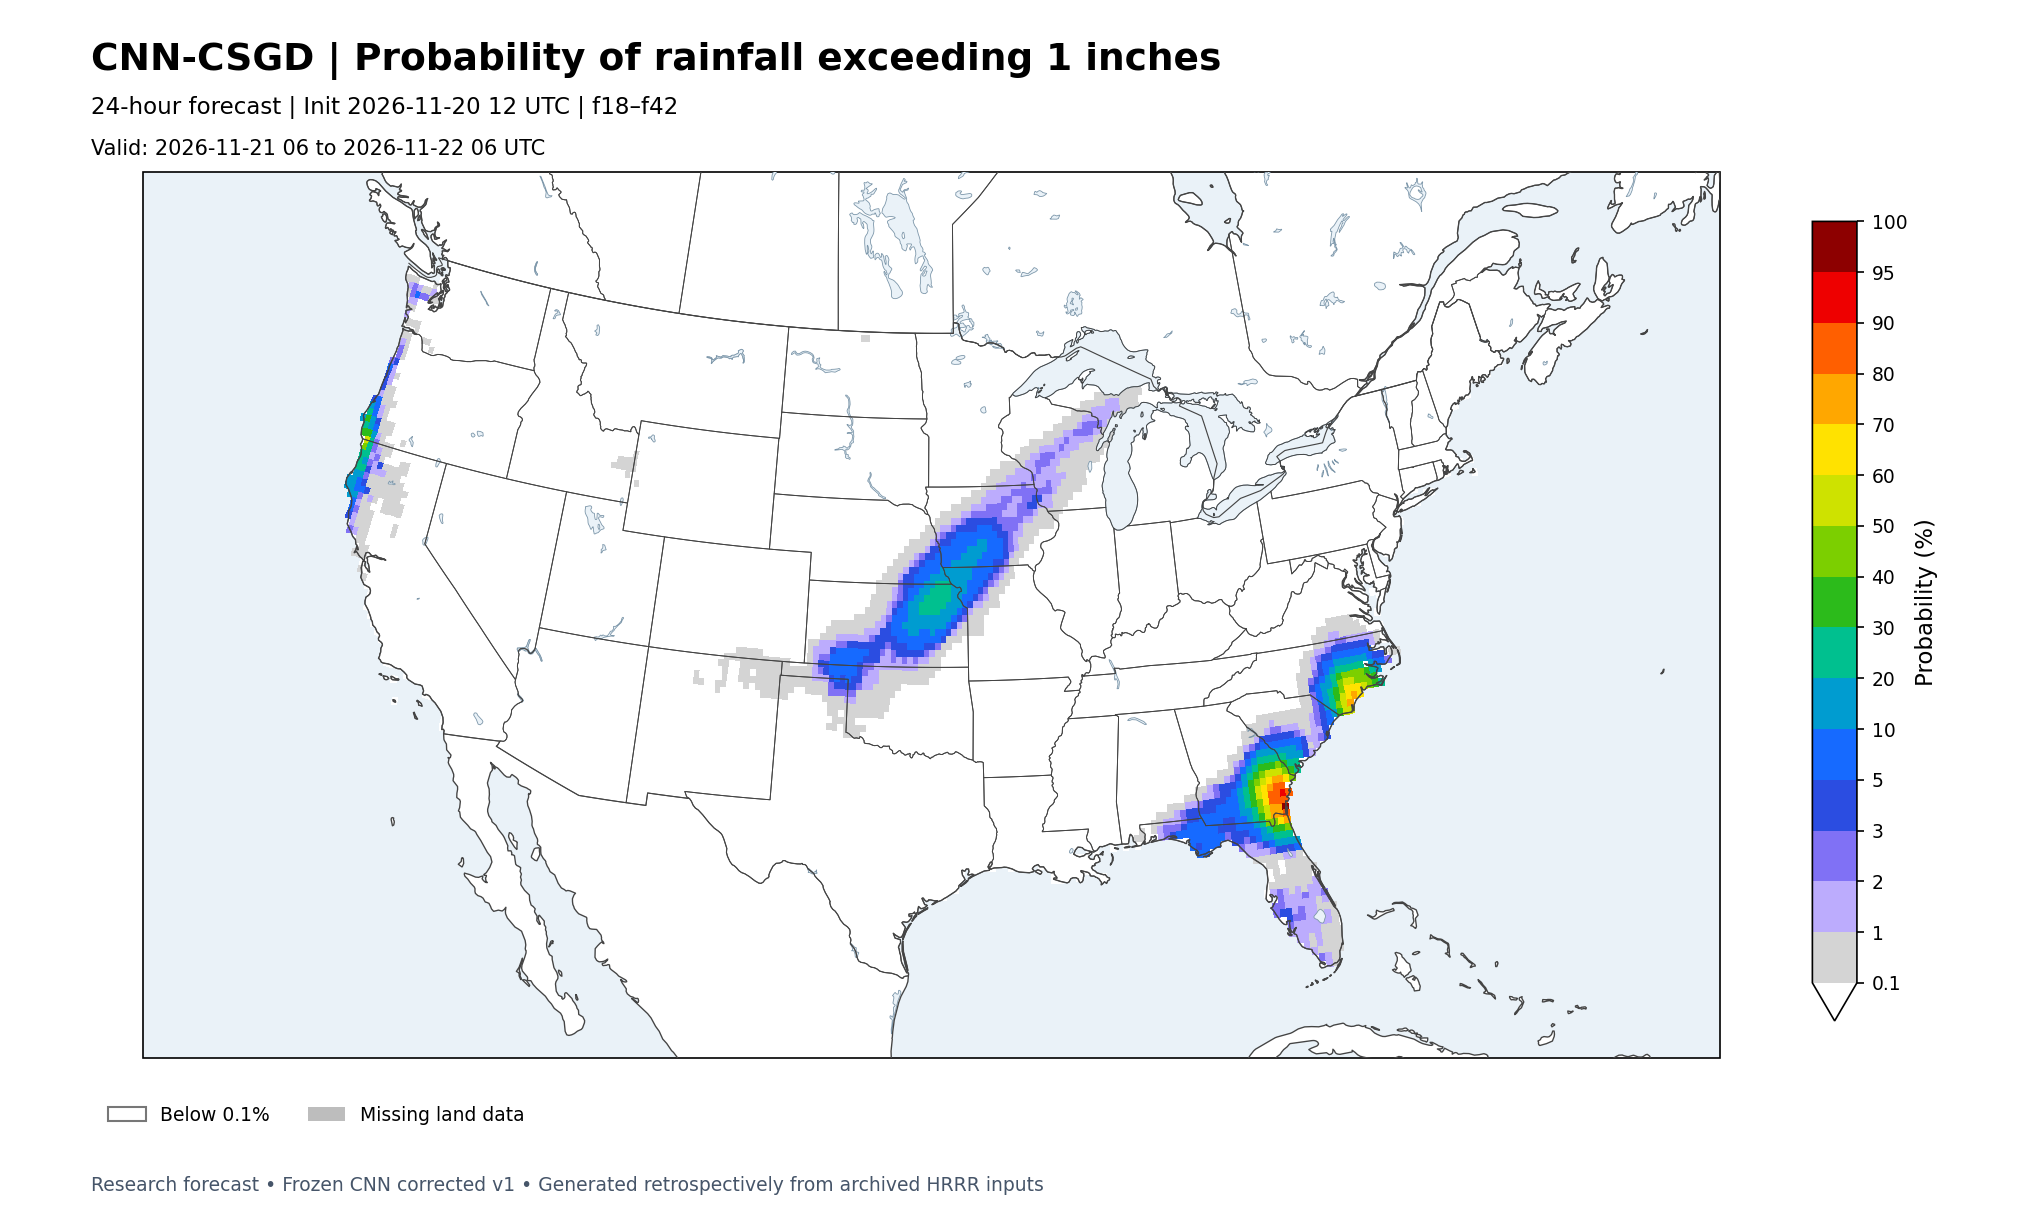 CNN-CSGD | Probability of rainfall exceeding 1 inches
24-hour forecast | Init 2026-11-20 12 UTC | f18–f42
Valid: 2026-11-21 06 to 2026-11-22 06 UTC
100
95
90
80
70
60
50
40
30
20
10
5
3
2
1
0.1
Probability (%)
Below 0.1%
Missing land data
Research forecast • Frozen CNN corrected v1 • Generated retrospectively from archived HRRR inputs